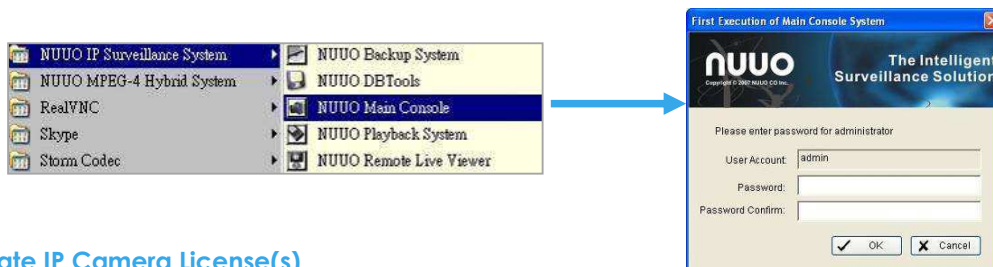 NUUO IP Surveillance System
NUUO MPEG-4 Hybrid System
RealVNC
Skype
Storm Codec
NUUO Backup System
NUUO DBTools
NUUO Main Console
NUUO Playback System
NUUO Remote Live Viewer
First Execution of Main Console System
nuuo
Copyright © 2007 NUUO CO Inc.
The Intelligent
Surveillance Solution
Please enter password for administrator
User Account: admin
Password:
Password Confirm:
OK
Cancel
ate IP Camera License(s)